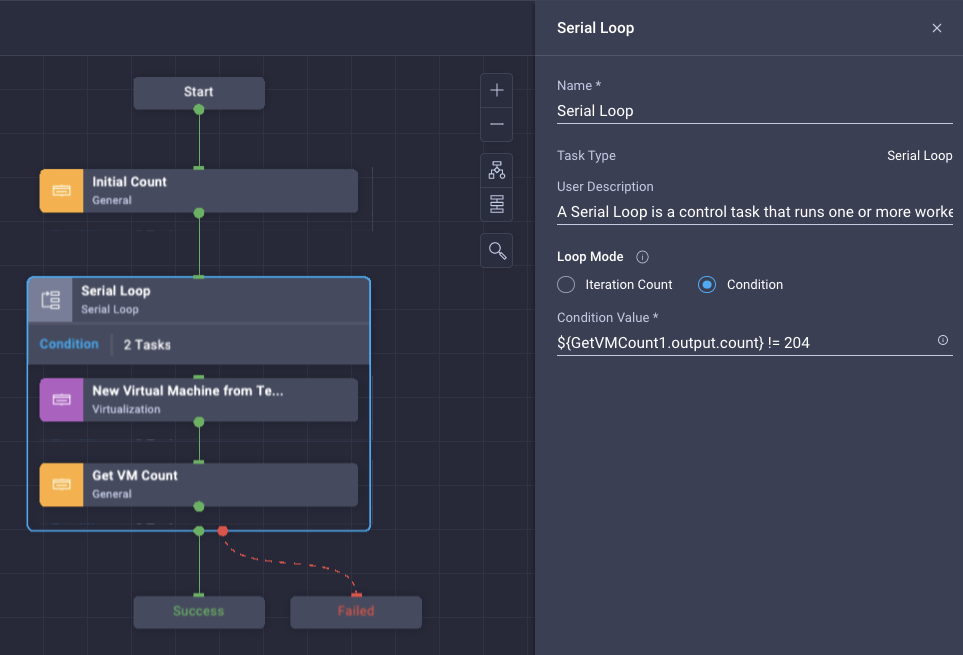 Start
Initial Count
General
Serial Loop
Serial Loop
Condition
2 Tasks
New Virtual Machine from Te...
Virtualization
Get VM Count
General
Success
Failed
Serial Loop
Name *
Serial Loop
Task Type
Serial Loop
User Description
A Serial Loop is a control task that runs one or more worke
Loop Mode
Iteration Count
Condition
Condition Value *
${GetVMCount1.output.count} != 204